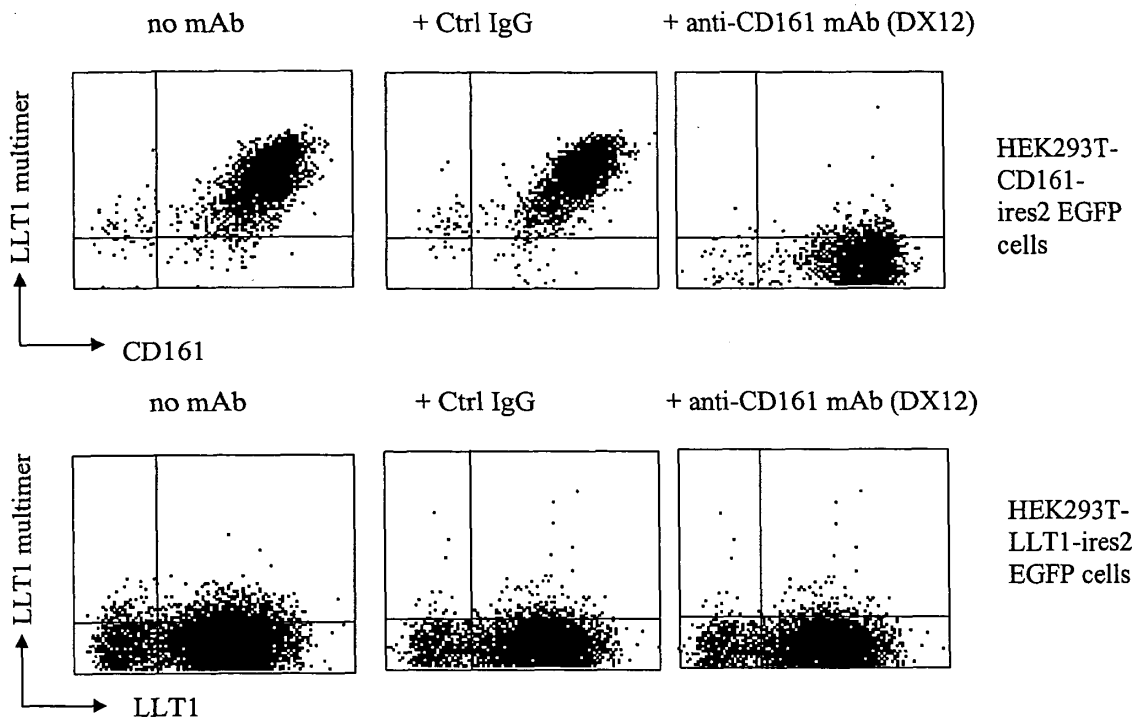 no mAb
+ Ctrl IgG
+ anti-CD161 mAb (DX12)
LLT1 multimer
CD161
HEK293T-
CD161-
ires2 EGFP
cells
no mAb
+ Ctrl IgG
+ anti-CD161 mAb (DX12)
LLT1 multimer
LLT1
HEK293T-
LLT1-ires2
EGFP cells